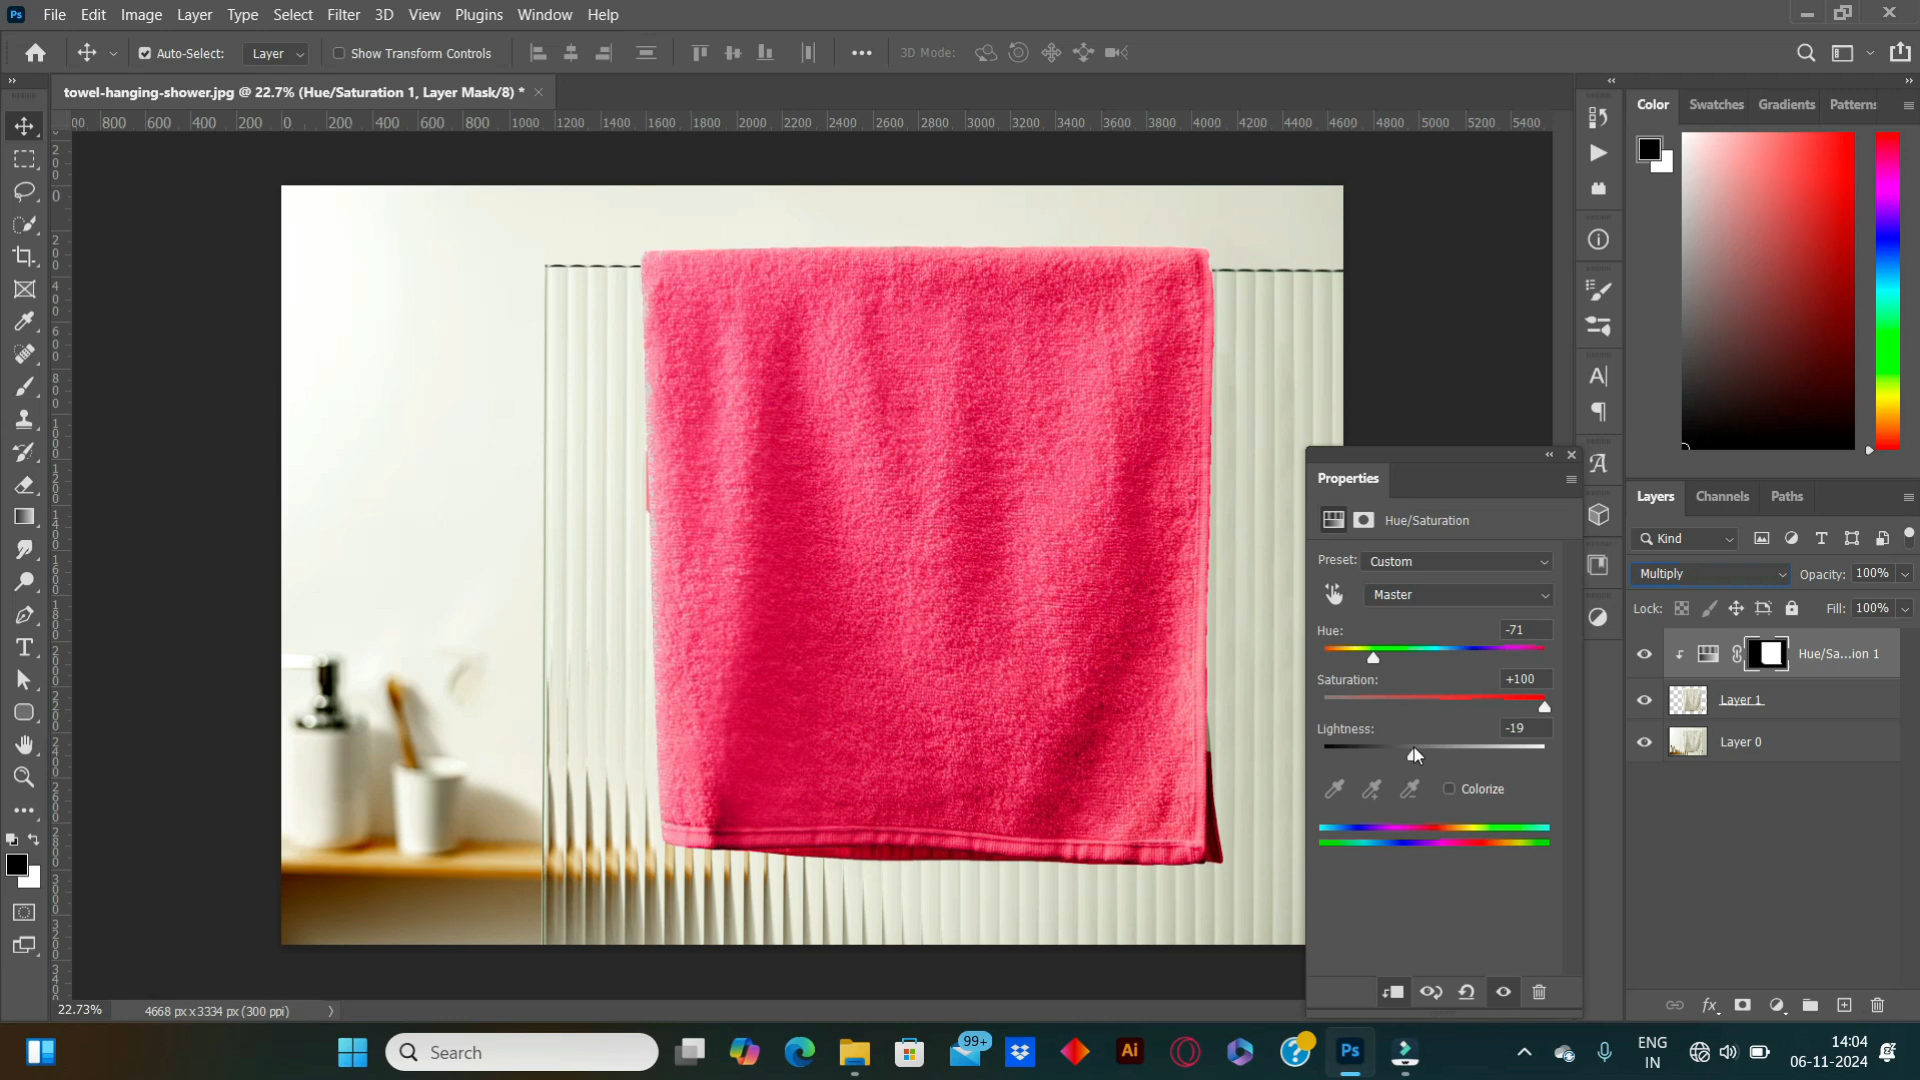 Ps File Edit Image Layer Type Select Filter 3D View Plugins Window Help
Auto-Select: Layer Show Transform Controls 3D Mode:
towel-hanging-shower.jpg @ 22.7% (Hue/Saturation 1, Layer Mask/8) *
00 800 600 400 200 0 200 400 600 800 1000 1200 1400 1600 1800 2000 2200 2400 2600 2800 3000 3200 3400 3600 3800 4000 4200 4400 4600 4800 5000 5200 5400
Color Swatches Gradients Patterns
Properties
Hue/Saturation
Preset: Custom
Master
Hue: -71
Saturation: +100
Lightness: -19
Colorize
Layers Channels Paths
Kind
Multiply Opacity: 100%
Lock: Fill: 100%
Hue/Sa...ion 1
Layer 1
Layer 0
22.73% 4668 px x 3334 px (300 ppi)
Search
99+
Ai
Ps
ENG
IN
14:04
06-11-2024